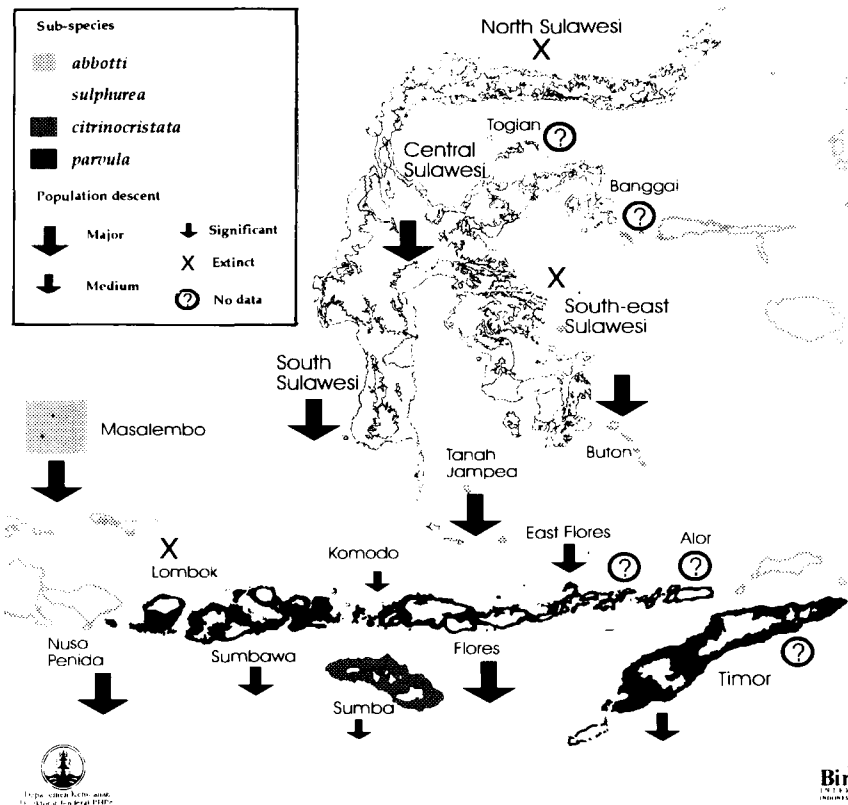 Sub-species
abbotti
sulphurea
citrinocristata
parvula
Population descent
Major
Medium
Significant
X Extinct
? No data
North Sulawesi
X
Togian ?
Central
Sulawesi
Banggai
?
X
South-east
Sulawesi
South
Sulawesi
Masalembo
Tanah
Jampea
Buton
X
Lombok
Komodo
East Flores
?
Alor
?
Nusa
Penida
Sumbawa
Flores
Sumba
Timor
?